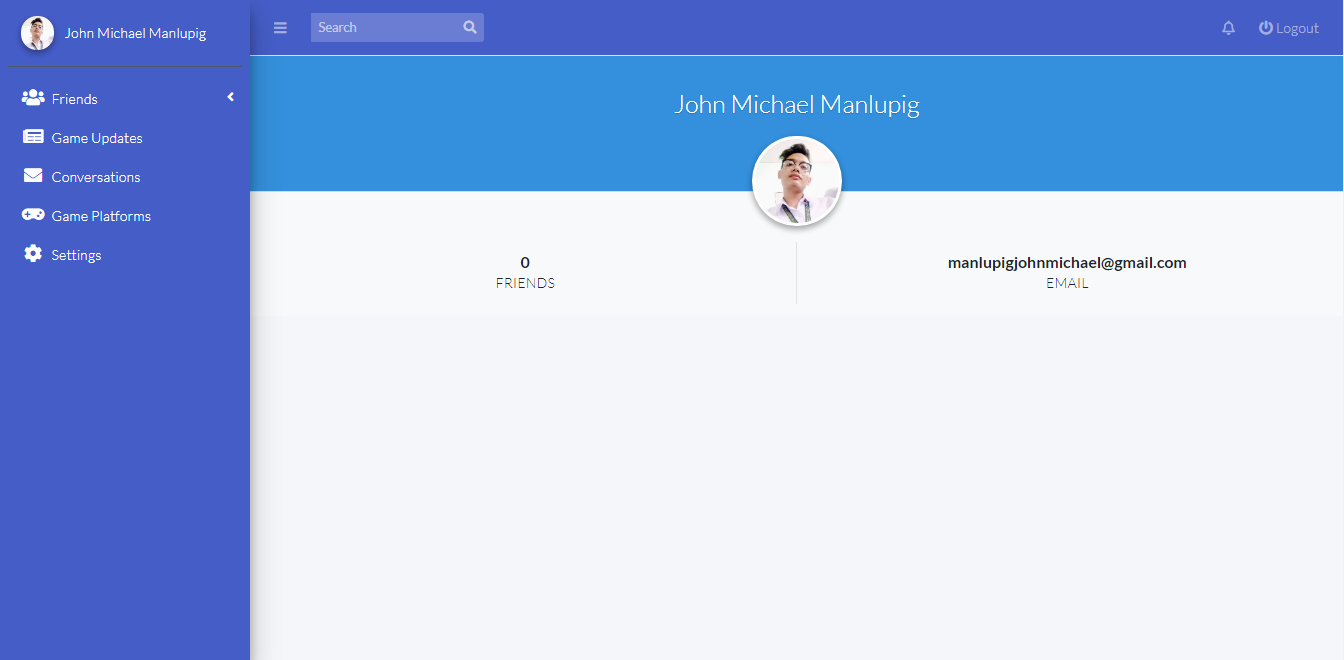 John Michael Manlupig
Search
Logout
Friends
Game Updates
Conversations
Game Platforms
Settings
John Michael Manlupig
0
FRIENDS
manlupigjohnmichael@gmail.com
EMAIL